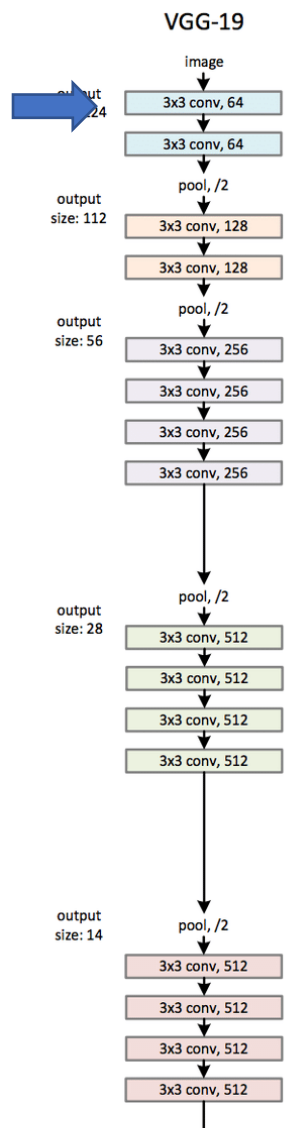 VGG-19
image
output
24
3x3 conv, 64
3x3 conv, 64
pool, /2
output
size: 112
3x3 conv, 128
3x3 conv, 128
pool, /2
output
size: 56
3x3 conv, 256
3x3 conv, 256
3x3 conv, 256
3x3 conv, 256
pool, /2
output
size: 28
3x3 conv, 512
3x3 conv, 512
3x3 conv, 512
3x3 conv, 512
pool, /2
output
size: 14
3x3 conv, 512
3x3 conv, 512
3x3 conv, 512
3x3 conv, 512